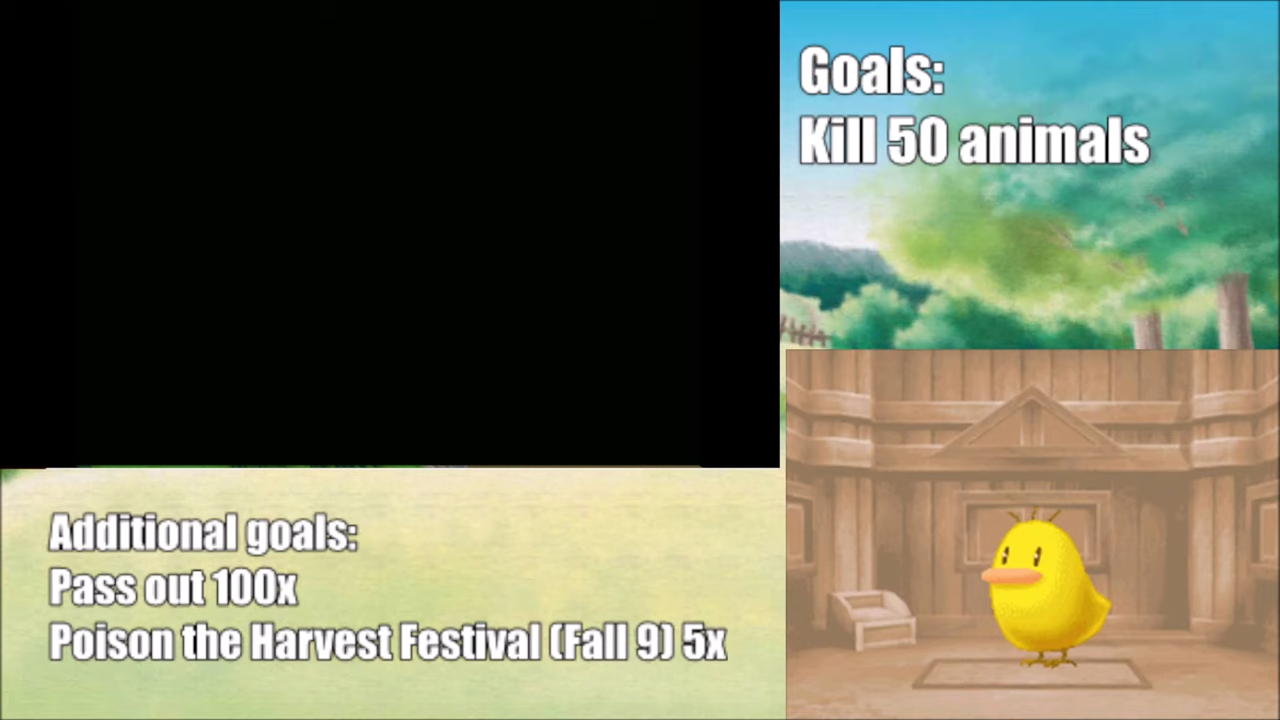 Goals:
Kill 50 animals
Additional goals:
Pass out 100x
Poison the Harvest Festival (Fall 9) 5x